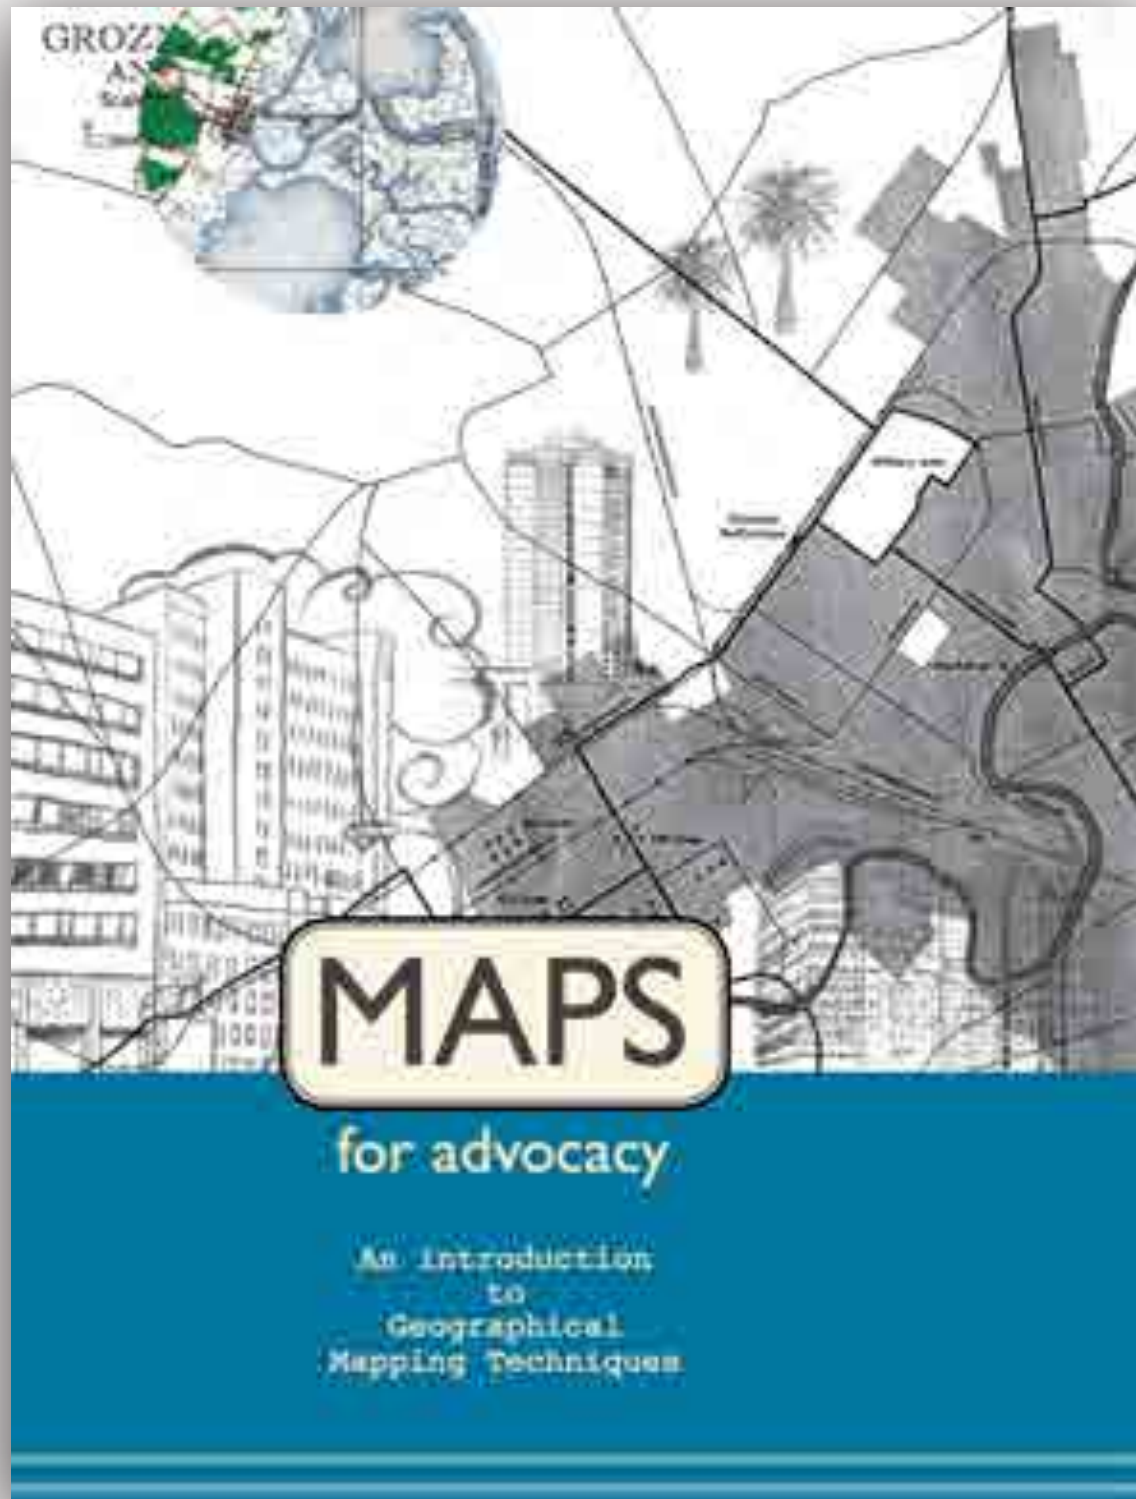 GROZ
MAPS
for advocacy
An introduction
to
Geographical
Mapping Techniques